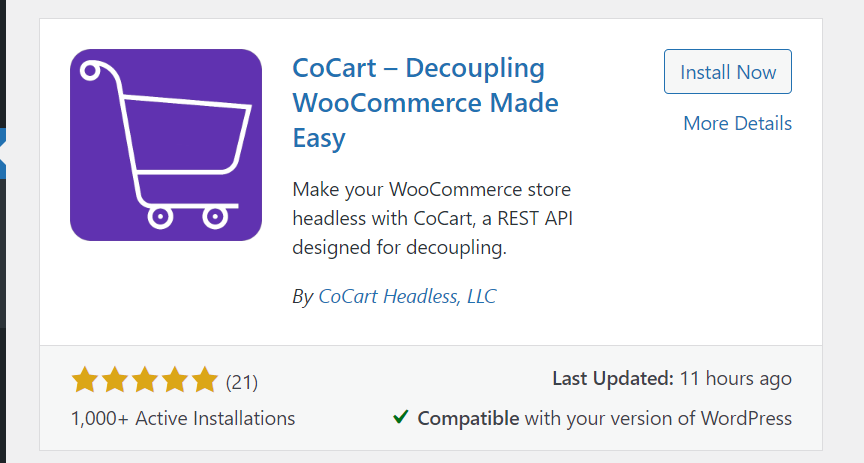 CoCart – Decoupling
WooCommerce Made
Easy
Install Now
More Details
Make your WooCommerce store
headless with CoCart, a REST API
designed for decoupling.
By CoCart Headless, LLC
(21)
1,000+ Active Installations
Last Updated: 11 hours ago
Compatible with your version of WordPress